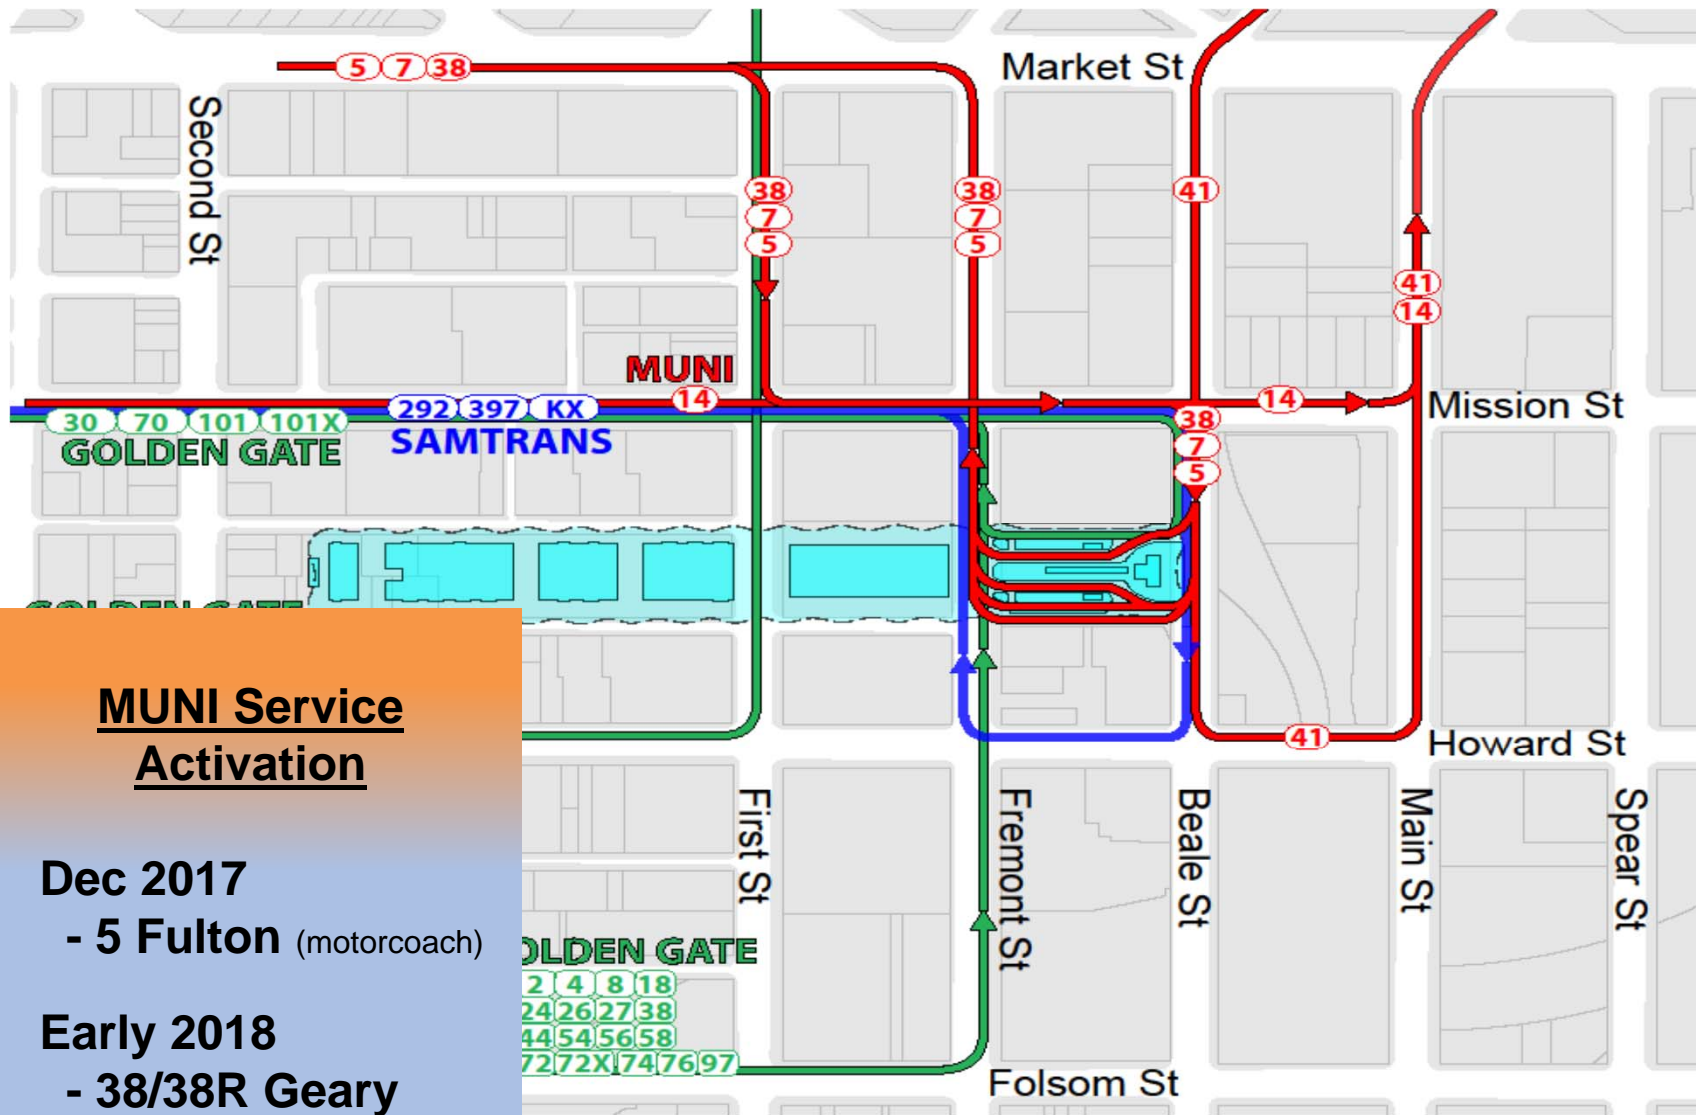 5 7 38
Market St
Second St
38
7
5
38
7
5
41
41
14
MUNI
14
14
Mission St
30 70 101 101X
GOLDEN GATE
292 397 KX
SAMTRANS
38
7
5
GOLDEN GATE
41
Howard St
First St
Fremont St
Beale St
Main St
Spear St
OLDEN GATE
2 4 8 18
24 26 27 38
44 54 56 58
72 72X 74 76 97
Folsom St
MUNI Service
Activation
Dec 2017
- 5 Fulton (motorcoach)
Early 2018
- 38/38R Geary